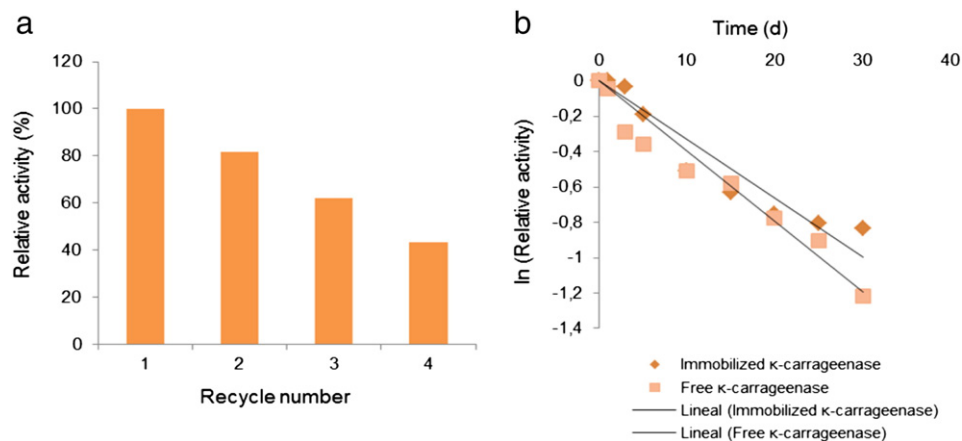 a
120
100
80
60
40
20
0
Relative activity (%)
1 2 3 4
Recycle number
b
Time (d)
0 10 20 30 40
0
-0,2
-0,4
-0,6
-0,8
-1
-1,2
-1,4
ln (Relative activity)
Immobilized κ-carrageenase
Free κ-carrageenase
Lineal (Immobilized κ-carrageenase)
Lineal (Free κ-carrageenase)